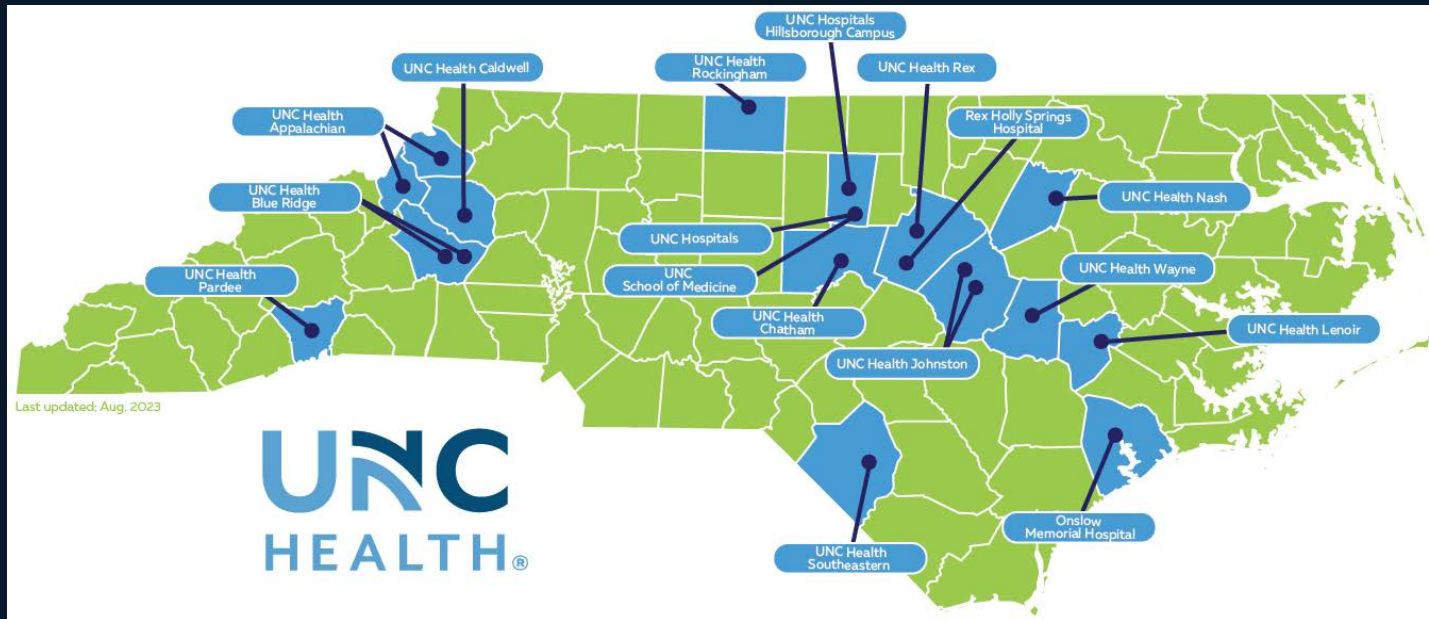 UNC Hospitals
Hillsborough Campus
UNC Health Caldwell
UNC Health
Rockingham
UNC Health Rex
UNC Health
Appalachian
Rex Holly Springs
Hospital
UNC Health
Blue Ridge
UNC Health Nash
UNC Hospitals
UNC
School of Medicine
UNC Health Wayne
UNC Health
Pardee
UNC Health
Chatham
UNC Health Lenoir
UNC Health Johnston
Last updated: Aug, 2023
UNC
HEALTH®
Onslow
Memorial Hospital
UNC Health
Southeastern